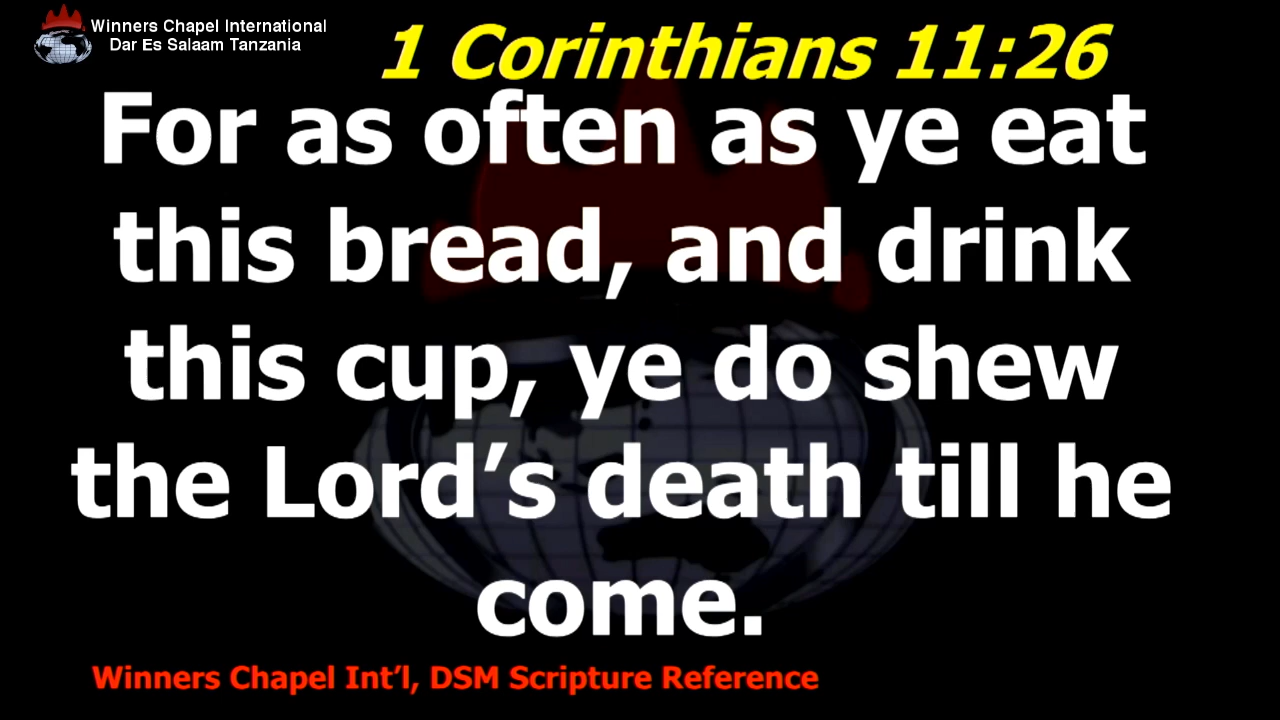 Winners Chapel International
Dar Es Salaam Tanzania
1 Corinthians 11:26
For as often as ye eat
this bread, and drink
this cup, ye do shew
the Lord’s death till he
come.
Winners Chapel Int’l, DSM Scripture Reference